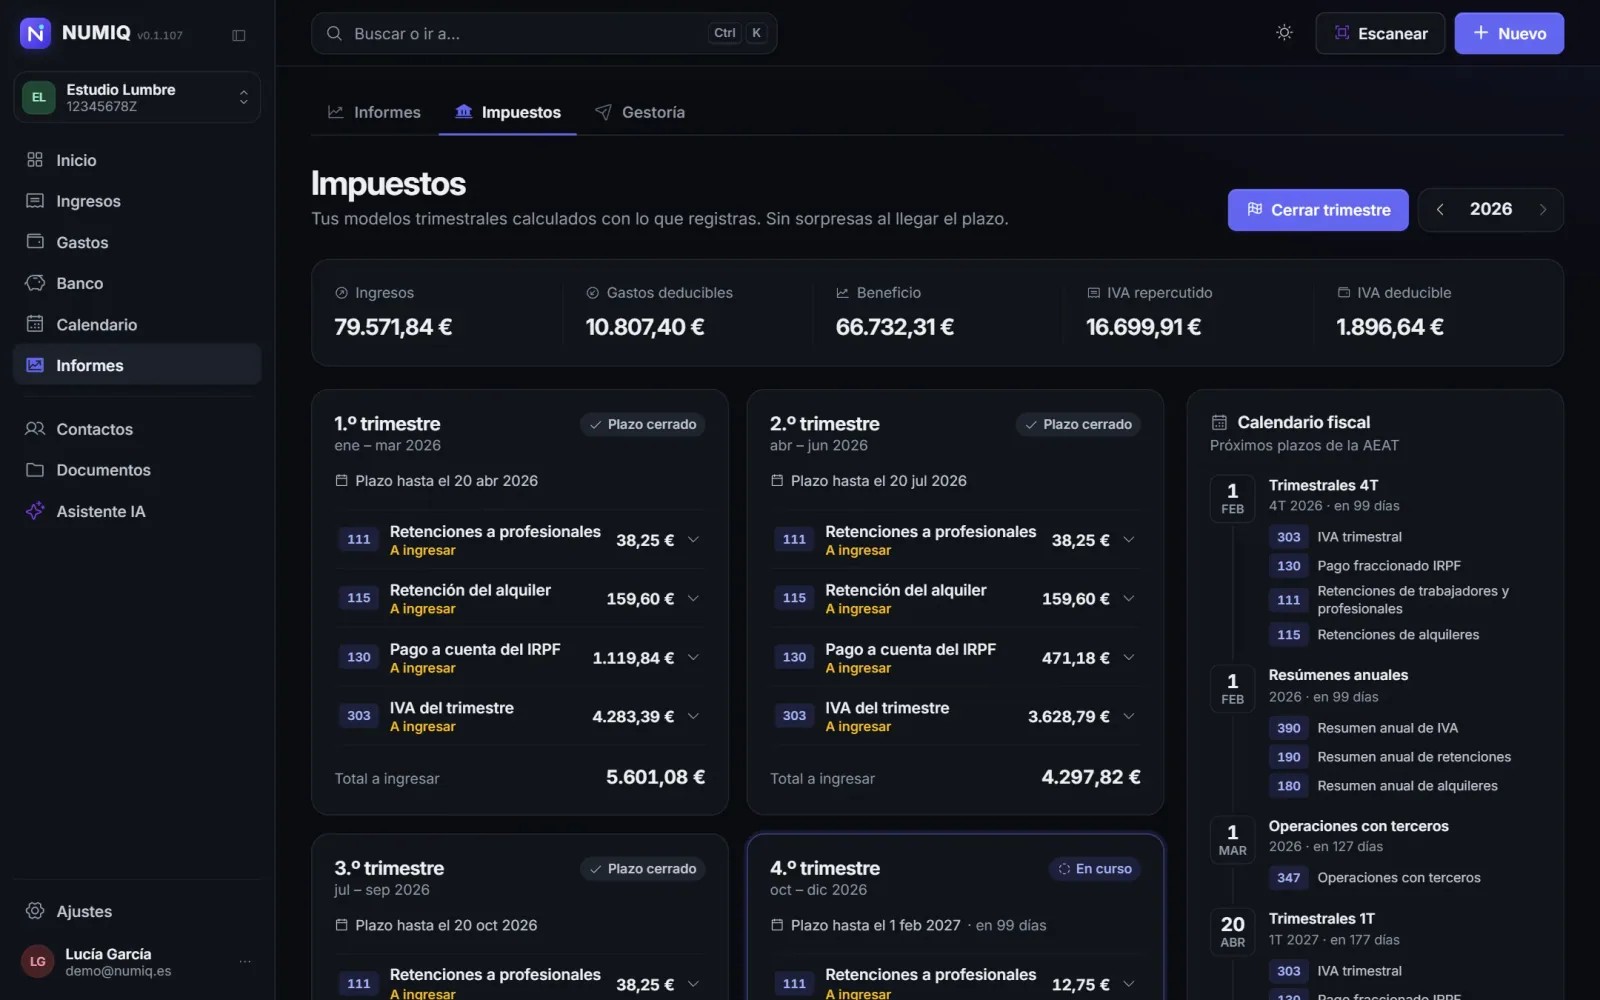 NUMIQ v0.1.107
Buscar o ir a...
Ctrl K
Escanear
Nuevo
EL
Estudio Lumbre
12345678Z
Inicio
Ingresos
Gastos
Banco
Calendario
Informes
Contactos
Documentos
Asistente IA
Ajustes
LG
Lucía García
demo@numiq.es
Informes
Impuestos
Gestoría
Impuestos
Tus modelos trimestrales calculados con lo que registras. Sin sorpresas al llegar el plazo.
Cerrar trimestre
2026
Ingresos
79.571,84 €
Gastos deducibles
10.807,40 €
Beneficio
66.732,31 €
IVA repercutido
16.699,91 €
IVA deducible
1.896,64 €
1.º trimestre
Plazo cerrado
ene – mar 2026
Plazo hasta el 20 abr 2026
111 Retenciones a profesionales 38,25 €
A ingresar
115 Retención del alquiler 159,60 €
A ingresar
130 Pago a cuenta del IRPF 1.119,84 €
A ingresar
303 IVA del trimestre 4.283,39 €
A ingresar
Total a ingresar 5.601,08 €
2.º trimestre
Plazo cerrado
abr – jun 2026
Plazo hasta el 20 jul 2026
111 Retenciones a profesionales 38,25 €
A ingresar
115 Retención del alquiler 159,60 €
A ingresar
130 Pago a cuenta del IRPF 471,18 €
A ingresar
303 IVA del trimestre 3.628,79 €
A ingresar
Total a ingresar 4.297,82 €
3.º trimestre
Plazo cerrado
jul – sep 2026
Plazo hasta el 20 oct 2026
111 Retenciones a profesionales 38,25 €
A ingresar
4.º trimestre
En curso
oct – dic 2026
Plazo hasta el 1 feb 2027 · en 99 días
111 Retenciones a profesionales 12,75 €
A ingresar
Calendario fiscal
Próximos plazos de la AEAT
1 FEB
Trimestrales 4T
4T 2026 · en 99 días
303 IVA trimestral
130 Pago fraccionado IRPF
111 Retenciones de trabajadores y
profesionales
115 Retenciones de alquileres
1 FEB
Resúmenes anuales
2026 · en 99 días
390 Resumen anual de IVA
190 Resumen anual de retenciones
180 Resumen anual de alquileres
1 MAR
Operaciones con terceros
2026 · en 127 días
347 Operaciones con terceros
20 ABR
Trimestrales 1T
1T 2027 · en 177 días
303 IVA trimestral
130 Pago fraccionado IRPF